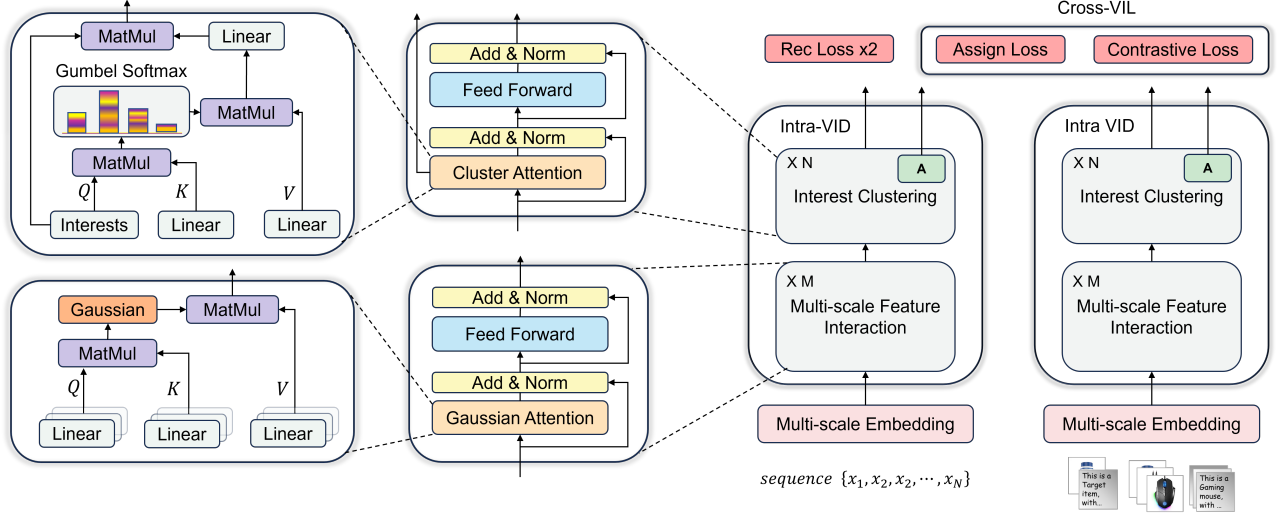 MatMul
Linear
Gumbel Softmax
MatMul
MatMul
Q
K
V
Interests
Linear
Linear
Gaussian
MatMul
MatMul
Q
K
V
Linear
Linear
Linear
Add & Norm
Feed Forward
Add & Norm
Cluster Attention
Add & Norm
Feed Forward
Add & Norm
Gaussian Attention
Rec Loss x2
Cross-VIL
Assign Loss
Contrastive Loss
Intra-VID
X N
A
Interest Clustering
X M
Multi-scale Feature
Interaction
Multi-scale Embedding
sequence {x₁, x₂, x₂, ⋯, x_N}
Intra VID
X N
A
Interest Clustering
X M
Multi-scale Feature
Interaction
Multi-scale Embedding
This is a
Target
item,
with...
This is a
Gaming
mouse,
with ...